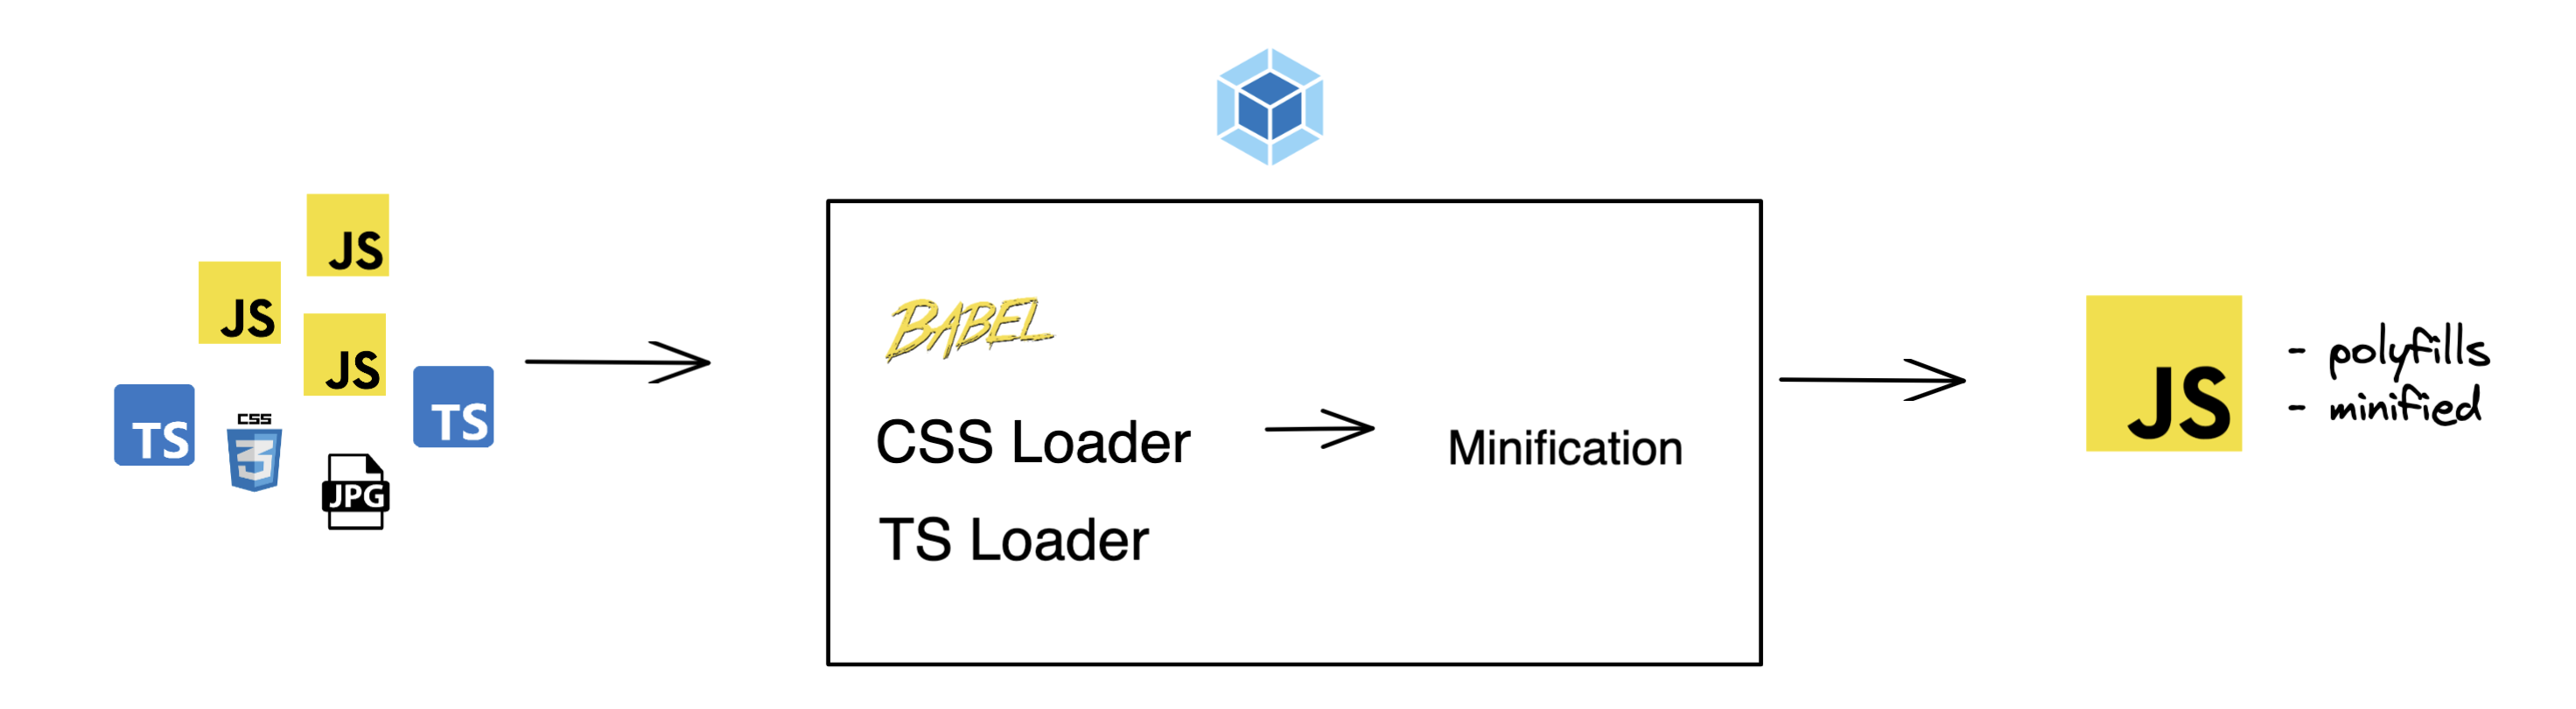 JS
JS
JS
TS
TS
CSS
3
JPG
BABEL
CSS Loader
TS Loader
Minification
JS
- polyfills
- minified